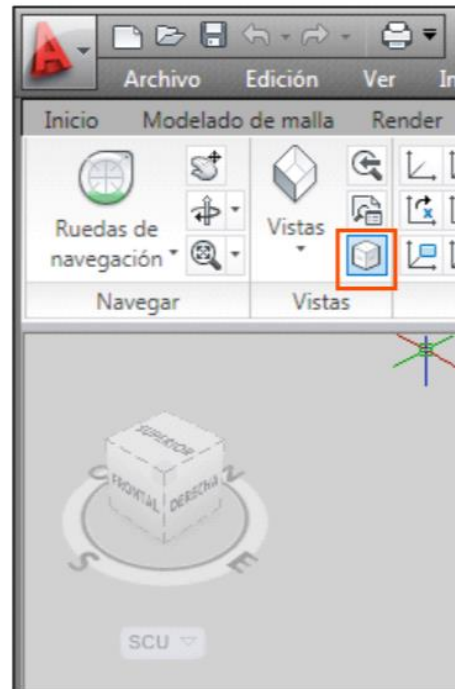 Archivo Edición Ver
Inicio Modelado de malla Render
Ruedas de
navegación
Vistas
Navegar Vistas
SUPERIOR
FRONTAL DERECHA
O N
S E
SCU